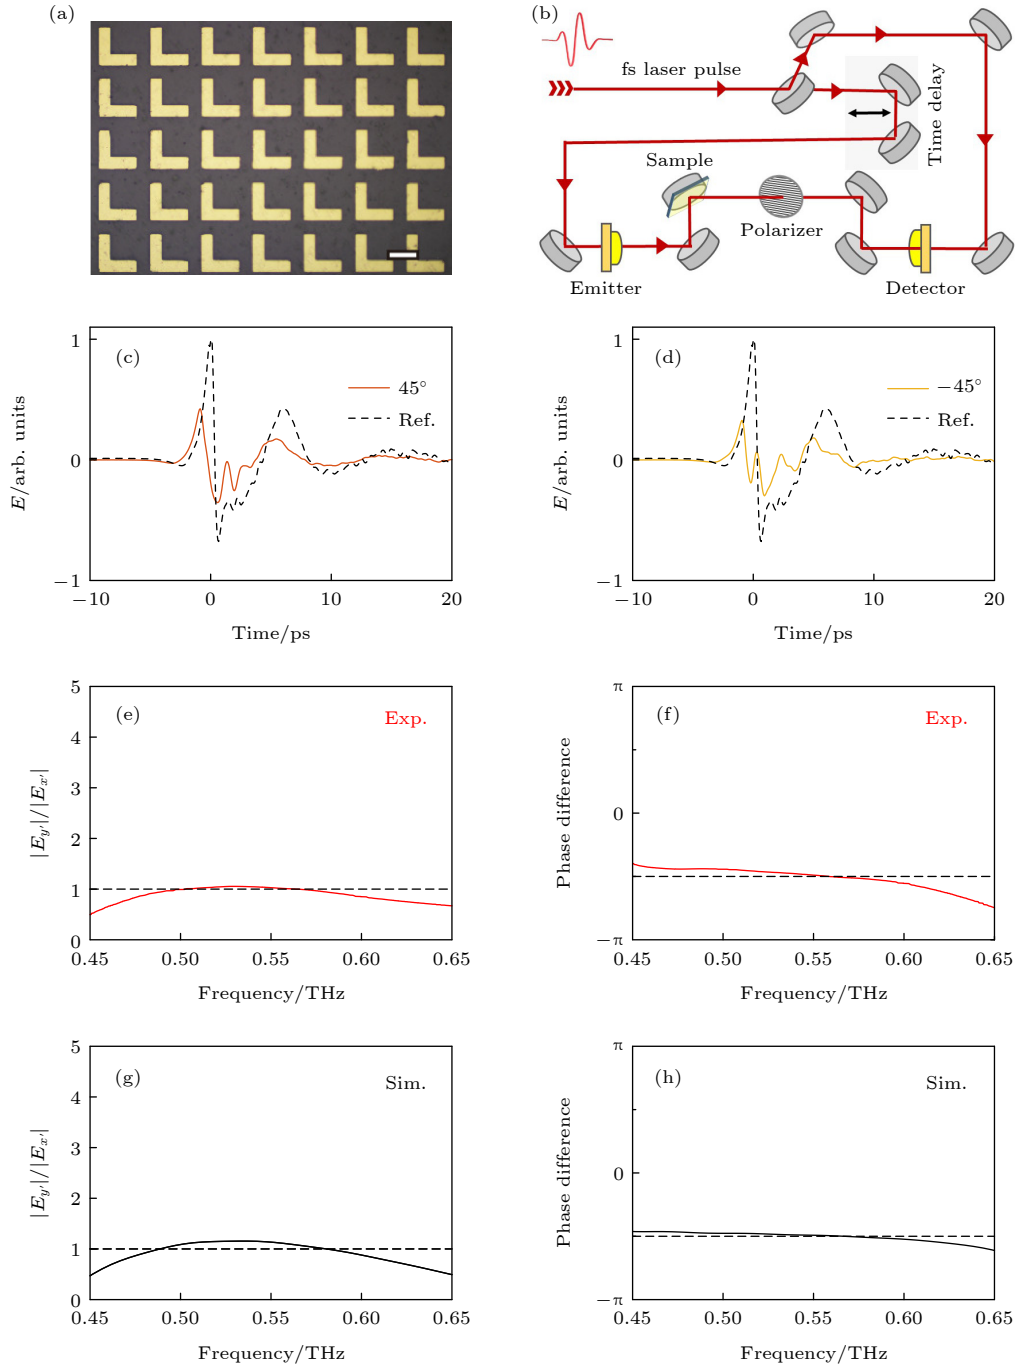 (a)
(b)
fs laser pulse
Time delay
Sample
Polarizer
Emitter
Detector
(c)
45°
Ref.
E/arb. units
1
0
−1
−10
0
10
20
Time/ps
(d)
−45°
Ref.
E/arb. units
1
0
−1
−10
0
10
20
Time/ps
(e)
Exp.
|Ey′|/|Ex′|
5
4
3
2
1
0
0.45
0.50
0.55
0.60
0.65
Frequency/THz
(f)
Exp.
Phase difference
π
0
−π
0.45
0.50
0.55
0.60
0.65
Frequency/THz
(g)
Sim.
|Ey′|/|Ex′|
5
4
3
2
1
0
0.45
0.50
0.55
0.60
0.65
Frequency/THz
(h)
Sim.
Phase difference
π
0
−π
0.45
0.50
0.55
0.60
0.65
Frequency/THz